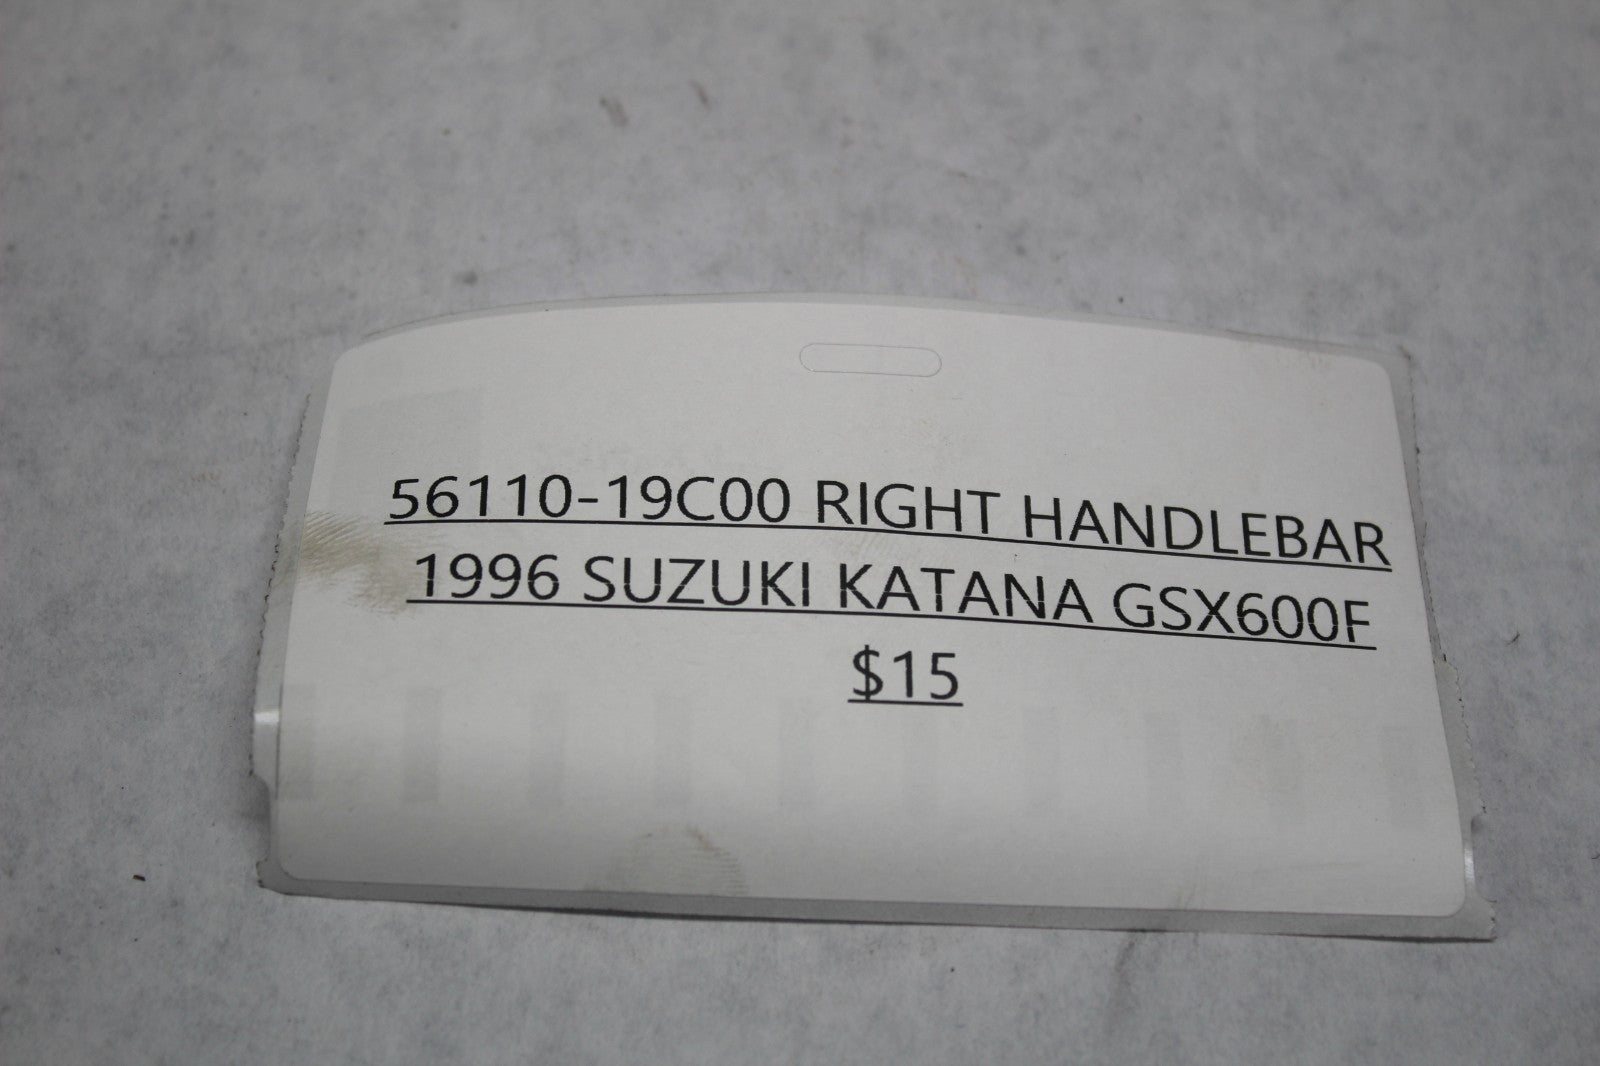 56110-19C00 RIGHT HANDLEBAR
1996 SUZUKI KATANA GSX600F
$15